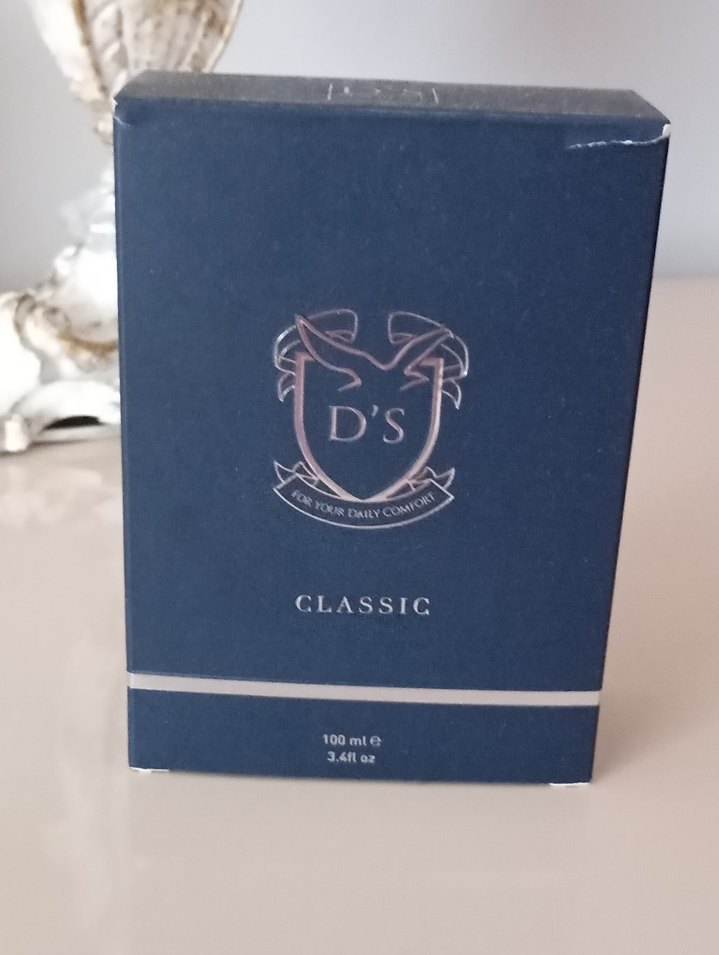 D'S
D'S
FOR YOUR DAILY COMFORT
CLASSIC
100 ml ℮
3.4fl oz